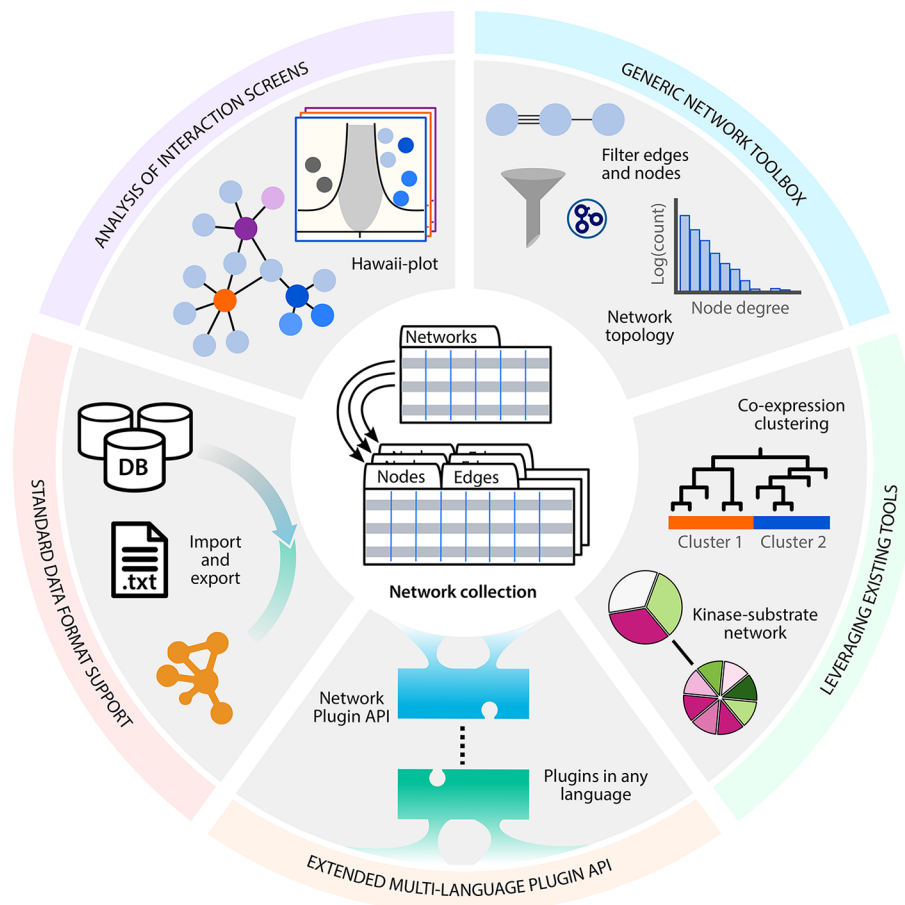 ANALYSIS OF INTERACTION SCREENS
Hawaii-plot
GENERIC NETWORK TOOLBOX
Filter edges
and nodes
Log(count)
Node degree
Network
topology
Networks
Nodes
Edges
Network collection
STANDARD DATA FORMAT SUPPORT
DB
.txt
Import
and
export
LEVERAGING EXISTING TOOLS
Co-expression
clustering
Cluster 1
Cluster 2
Kinase-substrate
network
EXTENDED MULTI-LANGUAGE PLUGIN API
Network
Plugin API
Plugins in any
language